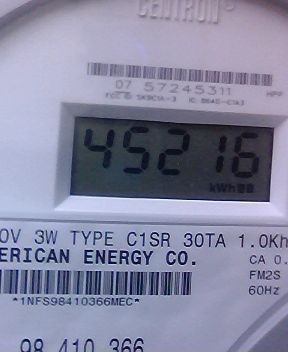 CENTRON®
07 57245311
45216
kWh
0V 3W TYPE C1SR 30TA 1.0Kh
ERICAN ENERGY CO.
CA 0.
FM2S
60Hz
*1NFS98410366MEC*
98 410 366